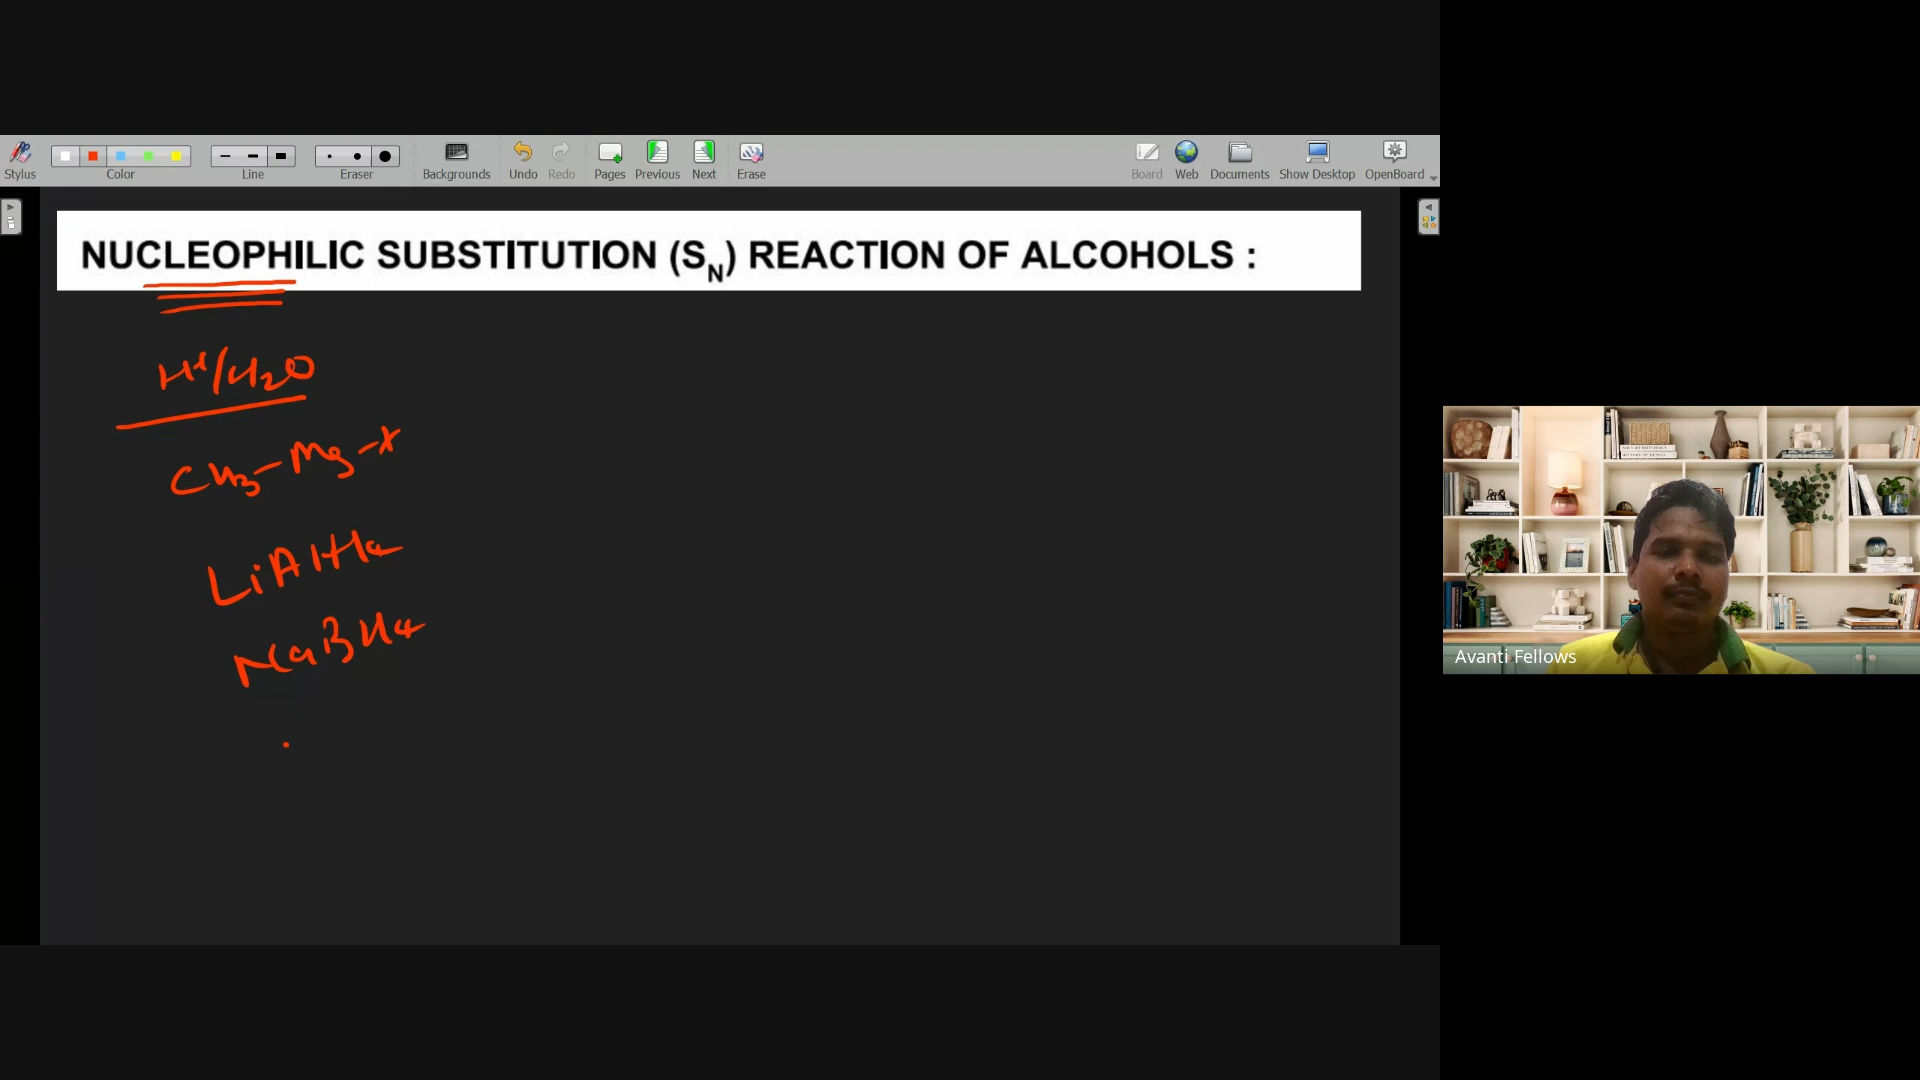 Stylus Color Line Eraser Backgrounds Undo Redo Pages Previous Next Erase Board Web Documents Show Desktop OpenBoard
NUCLEOPHILIC SUBSTITUTION (SN) REACTION OF ALCOHOLS :
H+/H2O
CH3-Mg-X
LiAlH4
NaBH4
Avanti Fellows